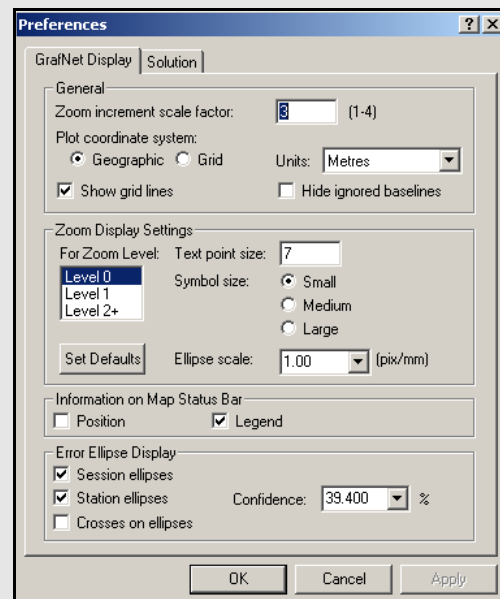 Preferences
GrafNet Display Solution
General
Zoom increment scale factor: 3 (1-4)
Plot coordinate system:
Geographic Grid Units: Metres
Show grid lines Hide ignored baselines
Zoom Display Settings
For Zoom Level: Text point size: 7
Level 0 Symbol size: Small
Level 1 Medium
Level 2+ Large
Set Defaults Ellipse scale: 1.00 (pix/mm)
Information on Map Status Bar
Position Legend
Error Ellipse Display
Session ellipses
Station ellipses Confidence: 39.400 %
Crosses on ellipses
OK Cancel Apply